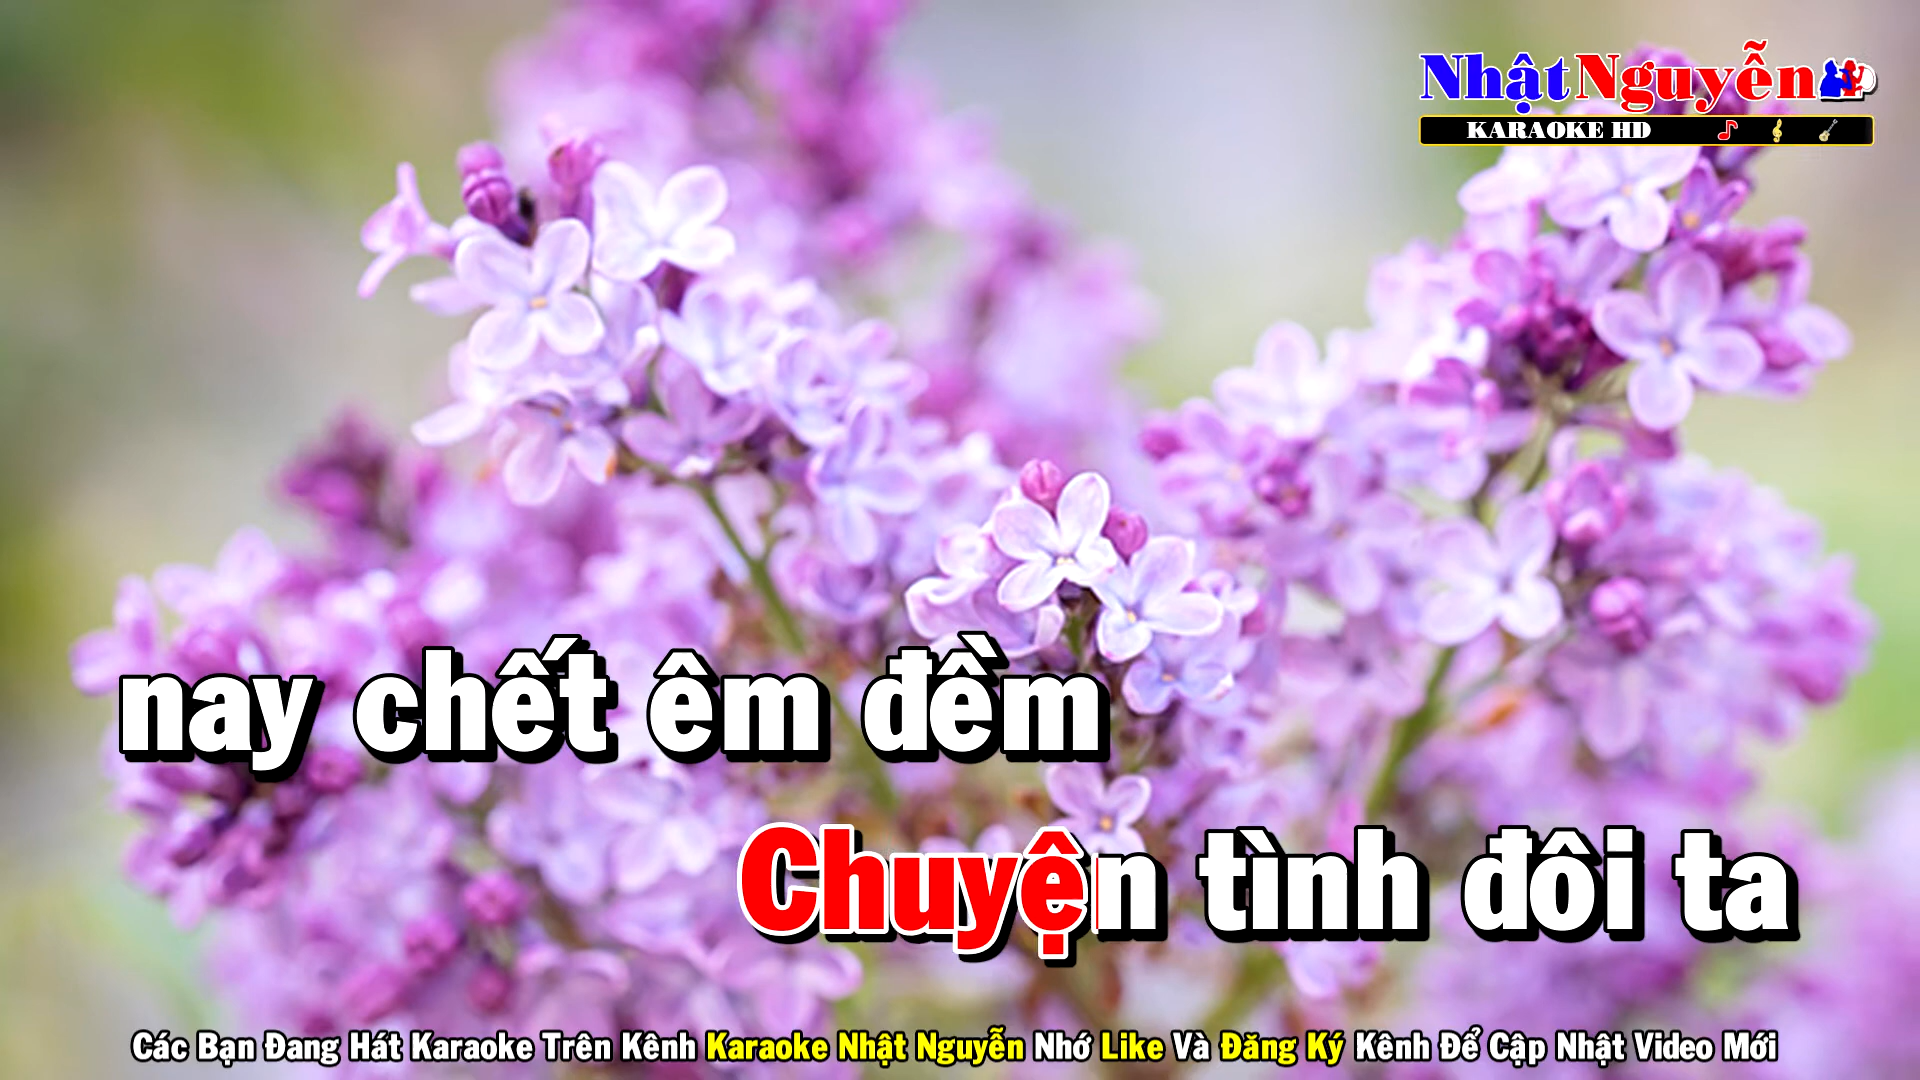 Nhật Nguyễn
KARAOKE HD
nay chết êm đềm
Chuyện tình đôi ta
Các Bạn Đang Hát Karaoke Trên Kênh Karaoke Nhật Nguyễn Nhớ Like Và Đăng Ký Kênh Để Cập Nhật Video Mới